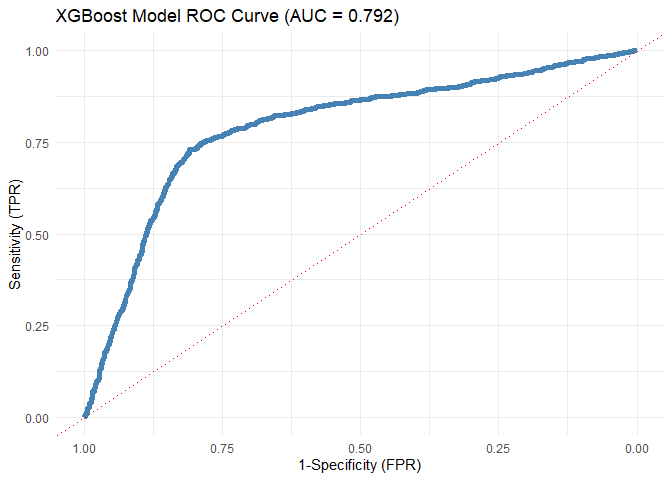 XGBoost Model ROC Curve (AUC = 0.792)
1.00
0.75
0.50
0.25
0.00
Sensitivity (TPR)
1.00 0.75 0.50 0.25 0.00
1-Specificity (FPR)